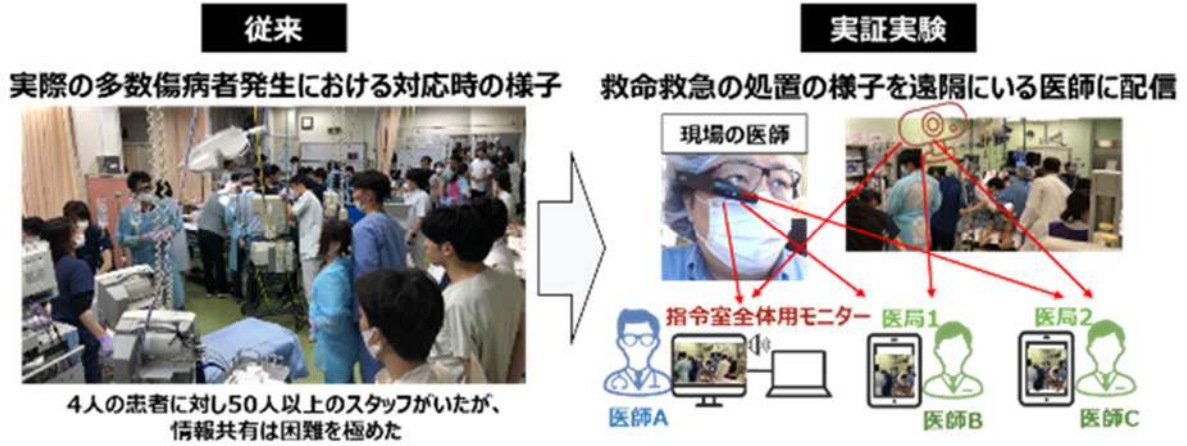 従来
実際の多数傷病者発生における対応時の様子
4人の患者に対し50人以上のスタッフがいたが、
情報共有は困難を極めた
実証実験
救命救急の処置の様子を遠隔にいる医師に配信
現場の医師
指令室全体用モニター
医局1
医局2
医師A
医師B
医師C